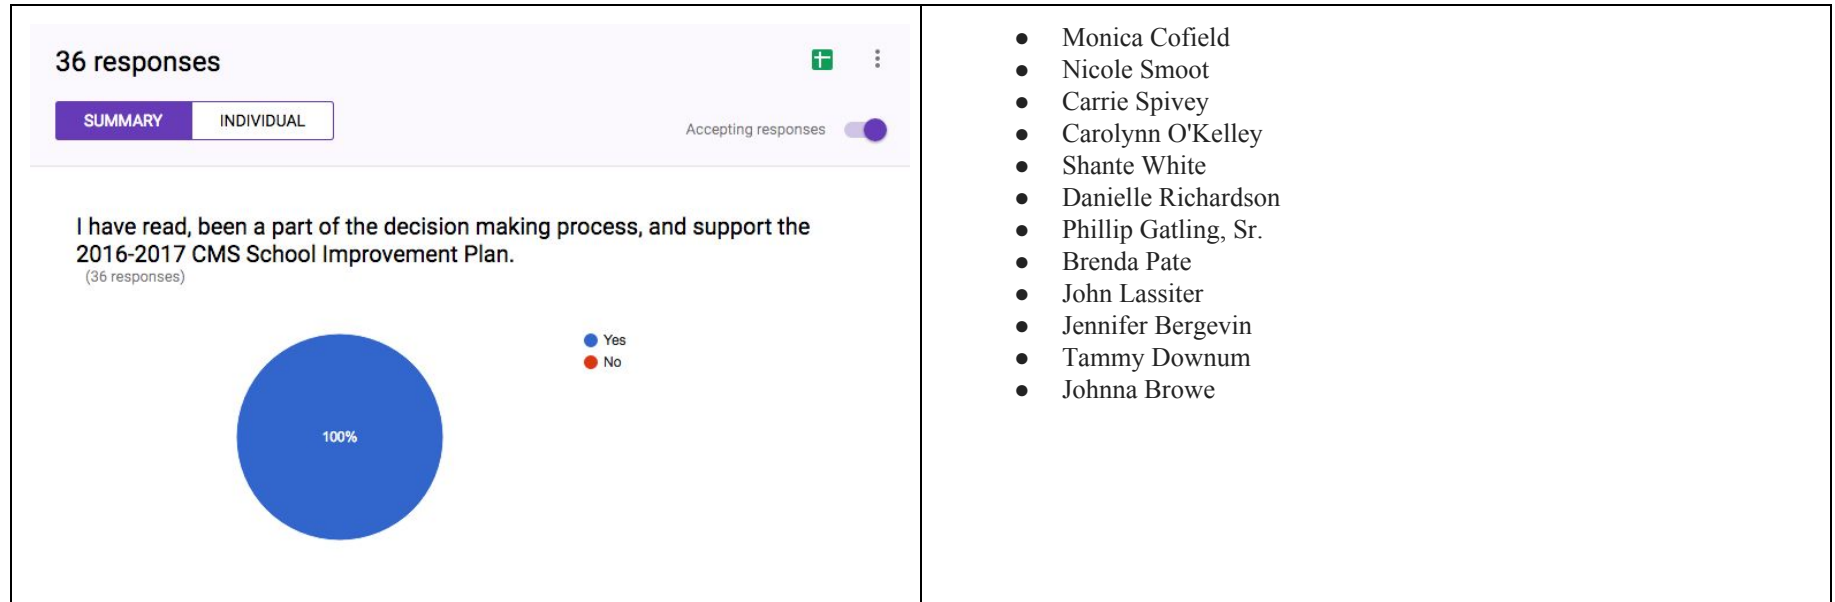 36 responses
SUMMARY
INDIVIDUAL
Accepting responses
I have read, been a part of the decision making process, and support the
2016-2017 CMS School Improvement Plan.
(36 responses)
Yes
No
100%
● Monica Cofield
● Nicole Smoot
● Carrie Spivey
● Carolynn O'Kelley
● Shante White
● Danielle Richardson
● Phillip Gatling, Sr.
● Brenda Pate
● John Lassiter
● Jennifer Bergevin
● Tammy Downum
● Johnna Browe